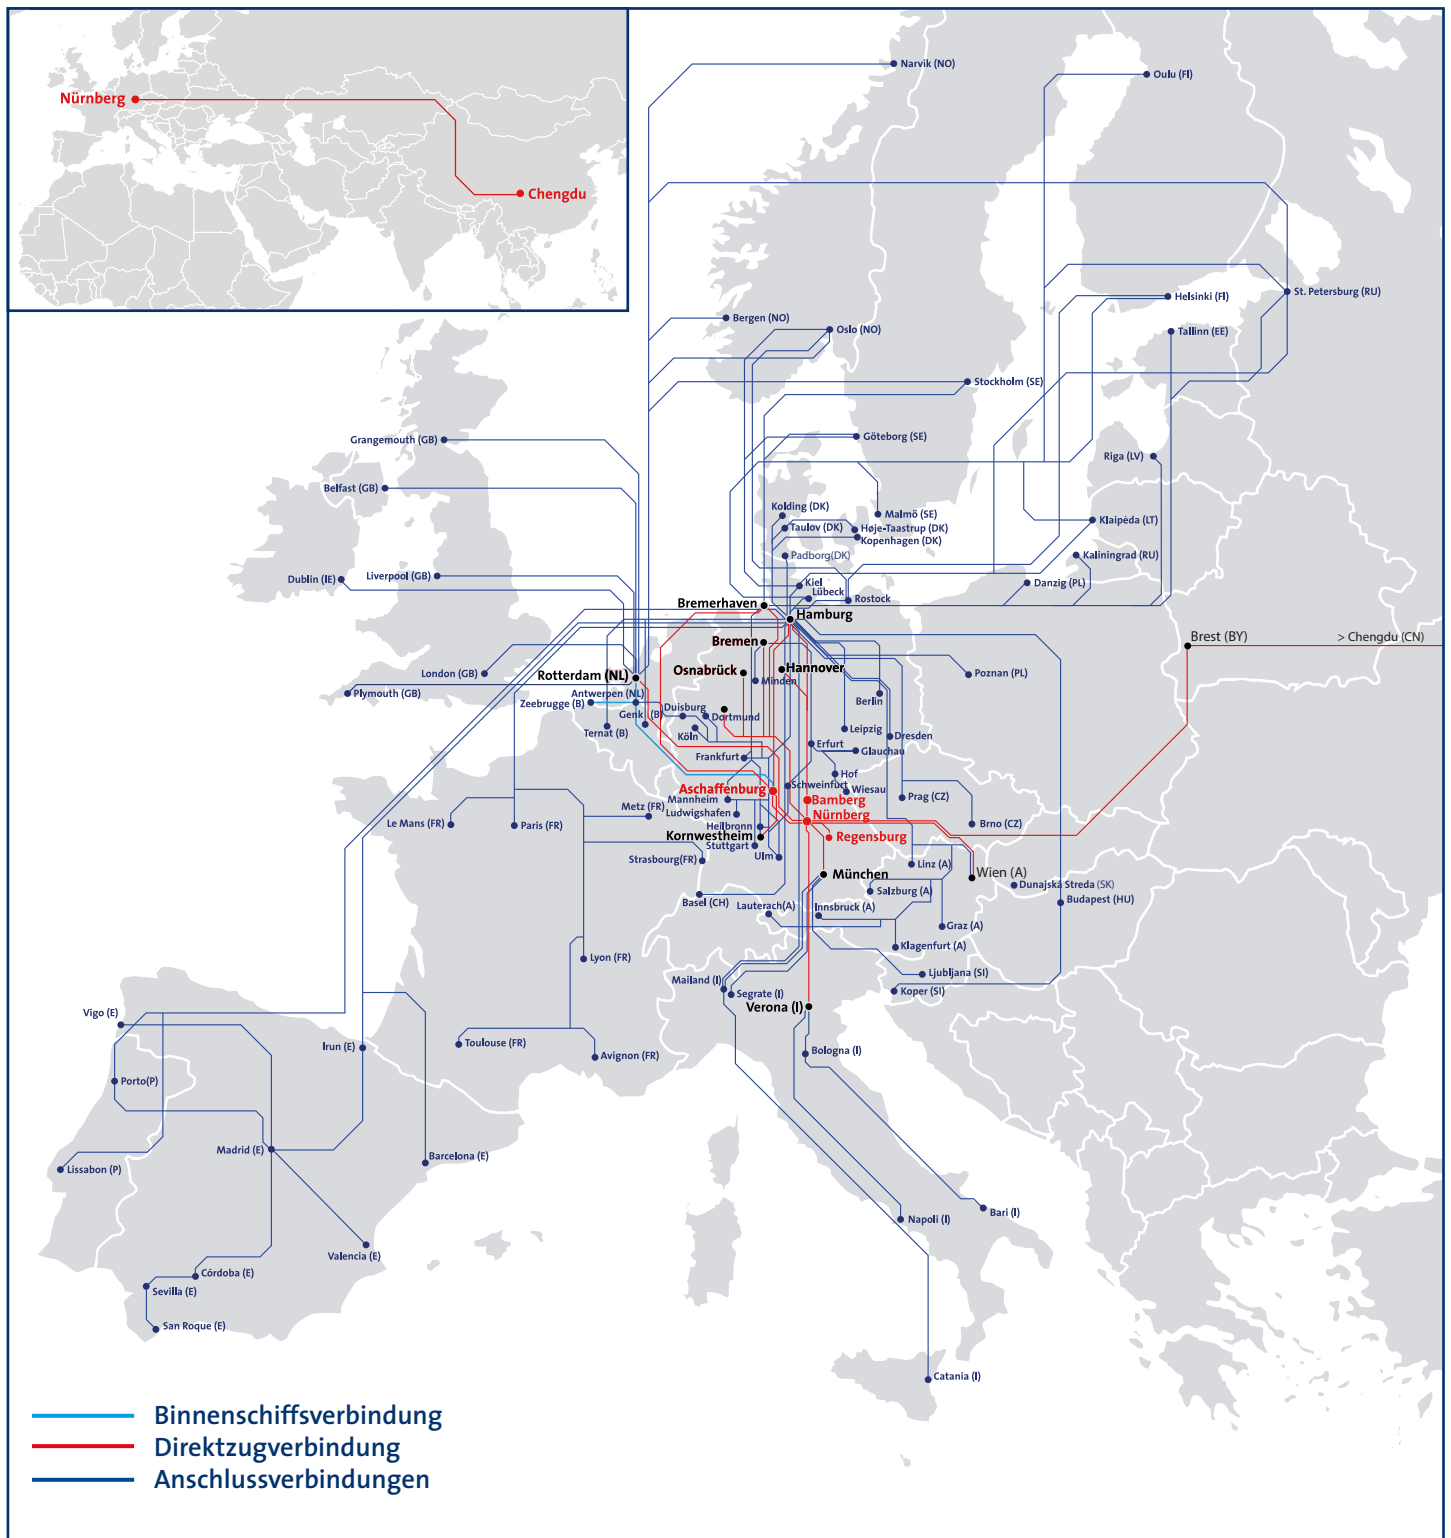 Nürnberg
Chengdu
Narvik (NO)
Oulu (FI)
Helsinki (FI)
St. Petersburg (RU)
Bergen (NO)
Oslo (NO)
Tallinn (EE)
Stockholm (SE)
Grangemouth (GB)
Göteborg (SE)
Riga (LV)
Belfast (GB)
Kolding (DK)
Malmö (SE)
Klaipėda (LT)
Taulov (DK)
Høje-Taastrup (DK)
Kopenhagen (DK)
Padborg(DK)
Kaliningrad (RU)
Dublin (IE)
Liverpool (GB)
Kiel
Danzig (PL)
Lübeck
Rostock
Bremerhaven
Hamburg
Brest (BY)
> Chengdu (CN)
Bremen
Hannover
London (GB)
Osnabrück
Rotterdam (NL)
Minden
Poznan (PL)
Plymouth (GB)
Antwerpen (NL)
Berlin
Zeebrugge (B)
Genk (B)
Duisburg
Dortmund
Ternat (B)
Köln
Leipzig
Dresden
Erfurt
Glauchau
Frankfurt
Hof
Schweinfurt
Wiesau
Aschaffenburg
Mannheim
Bamberg
Prag (CZ)
Metz (FR)
Ludwigshafen
Nürnberg
Le Mans (FR)
Paris (FR)
Heilbronn
Brno (CZ)
Kornwestheim
Regensburg
Stuttgart
Ulm
Strasbourg(FR)
Linz (A)
München
Wien (A)
Dunajská Streda (SK)
Salzburg (A)
Basel (CH)
Lauterach(A)
Innsbruck (A)
Budapest (HU)
Graz (A)
Klagenfurt (A)
Lyon (FR)
Ljubljana (SI)
Mailand (I)
Segrate (I)
Koper (SI)
Verona (I)
Vigo (E)
Irun (E)
Toulouse (FR)
Avignon (FR)
Bologna (I)
Porto(P)
Madrid (E)
Barcelona (E)
Lissabon (P)
Napoli (I)
Bari (I)
Valencia (E)
Córdoba (E)
Sevilla (E)
San Roque (E)
Catania (I)
Binnenschiffsverbindung
Direktzugverbindung
Anschlussverbindungen